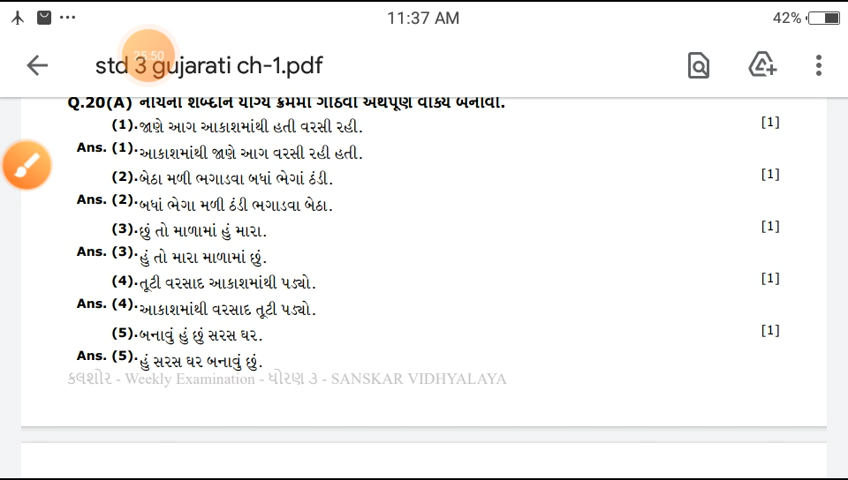 11:37 AM
42%
25:50
std 3 gujarati ch-1.pdf
Q.20(A) નીચેના શબ્દોને યોગ્ય ક્રમમાં ગોઠવી અર્થપૂર્ણ વાક્ય બનાવો.
(1).જાણે આગ આકાશમાંથી હતી વરસી રહી. [1]
Ans. (1).આકાશમાંથી જાણે આગ વરસી રહી હતી.
(2).બેઠા મળી ભગાડવા બધાં ભેગાં ઠંડી. [1]
Ans. (2).બધાં ભેગા મળી ઠંડી ભગાડવા બેઠા.
(3).છું તો માળામાં હું મારા. [1]
Ans. (3).હું તો મારા માળામાં છું.
(4).તૂટી વરસાદ આકાશમાંથી પડ્યો. [1]
Ans. (4).આકાશમાંથી વરસાદ તૂટી પડ્યો.
(5).બનાવું હું છું સરસ ઘર. [1]
Ans. (5).હું સરસ ઘર બનાવું છું.
કલશોર - Weekly Examination - ધોરણ ૩ - SANSKAR VIDHYALAYA